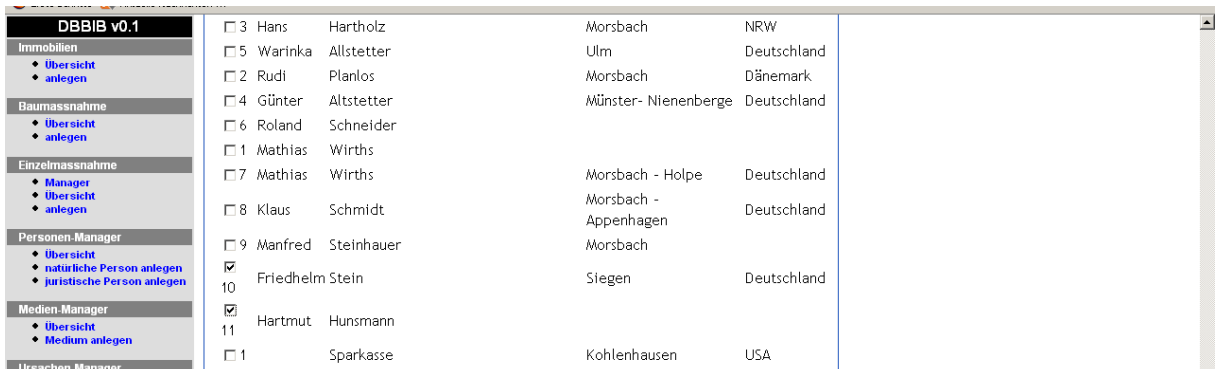 DBBIB v0.1
Immobilien
Übersicht
anlegen
Baumassnahme
Übersicht
anlegen
Einzelmassnahme
Manager
Übersicht
anlegen
Personen-Manager
Übersicht
natürliche Person anlegen
juristische Person anlegen
Medien-Manager
Übersicht
Medium anlegen
Ursachen Manager
3 Hans Hartholz Morsbach NRW
5 Warinka Allstetter Ulm Deutschland
2 Rudi Planlos Morsbach Dänemark
4 Günter Altstetter Münster- Nienenberge Deutschland
6 Roland Schneider
1 Mathias Wirths
7 Mathias Wirths Morsbach - Holpe Deutschland
8 Klaus Schmidt Morsbach -
Appenhagen Deutschland
9 Manfred Steinhauer Morsbach
10 Friedhelm Stein Siegen Deutschland
11 Hartmut Hunsmann
1 Sparkasse Kohlenhausen USA